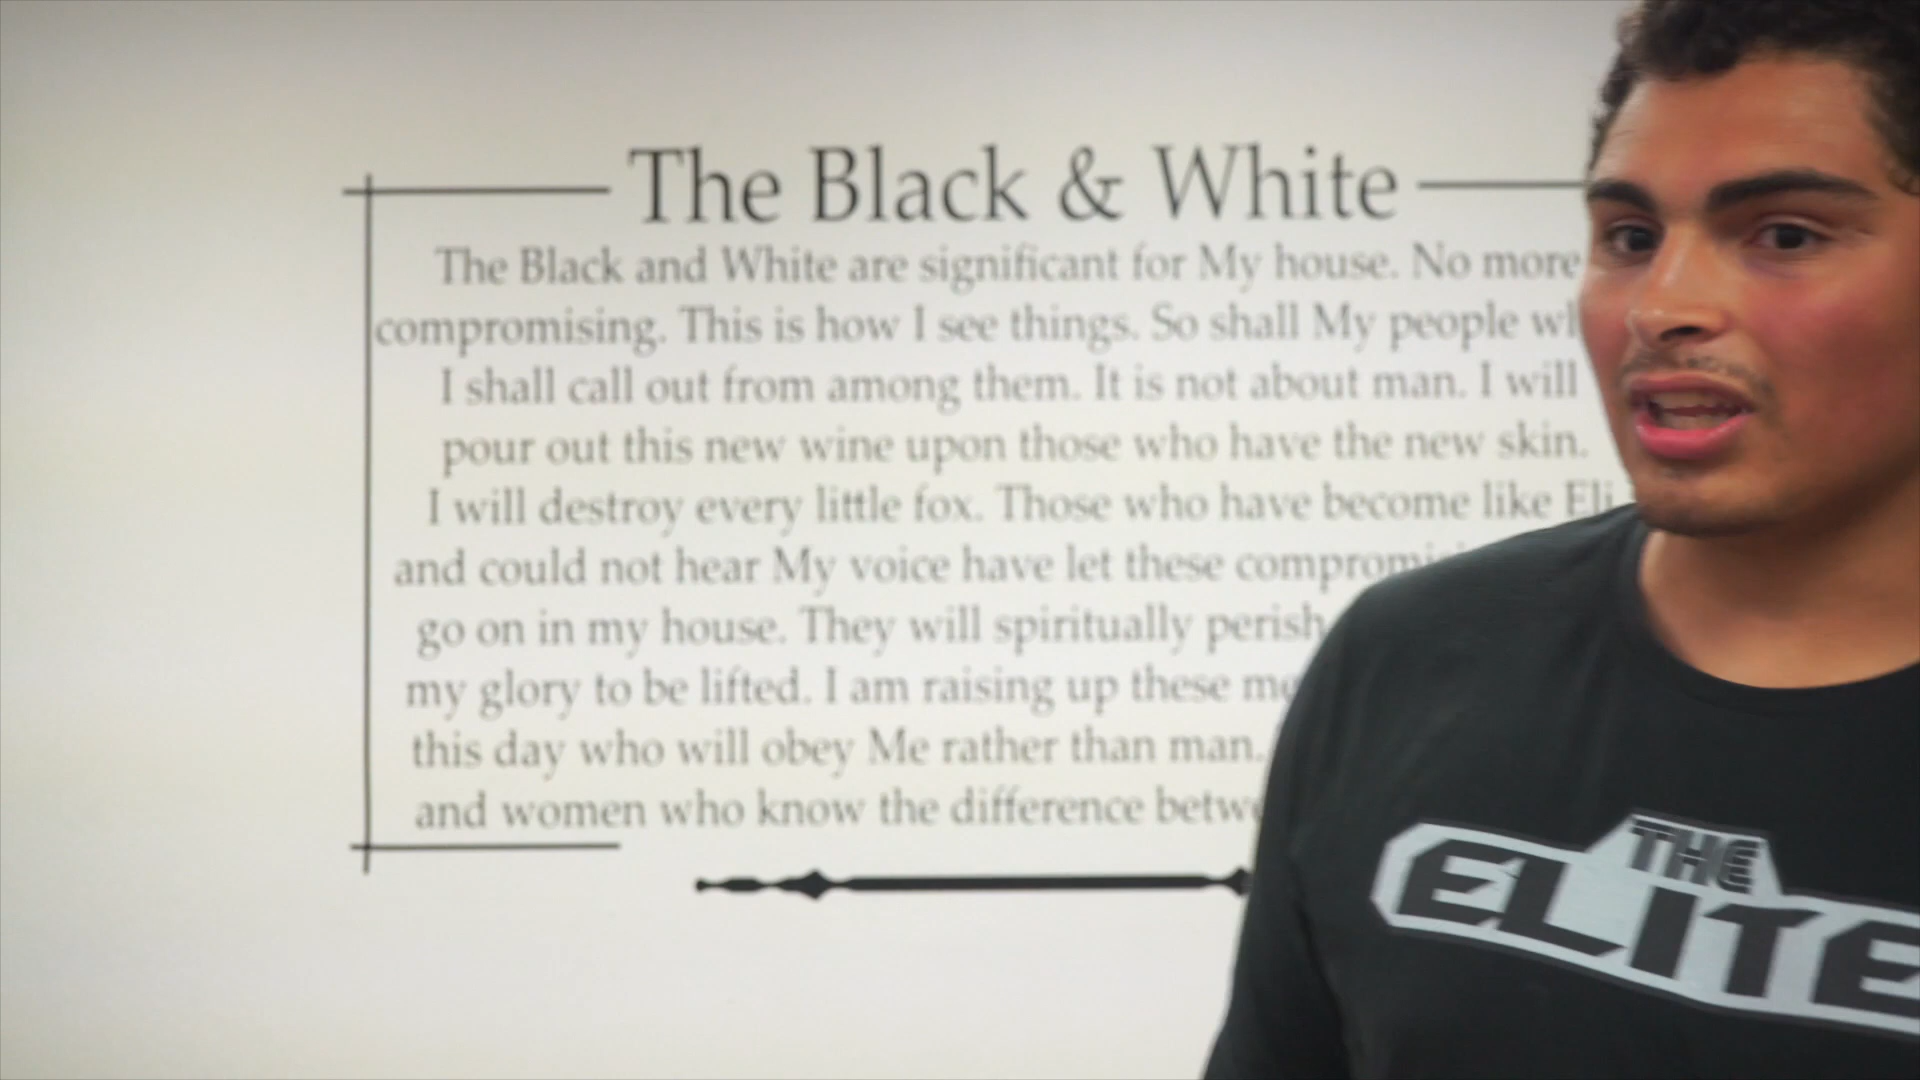 The Black & White
The Black and White are significant for My house. No more
compromising. This is how I see things. So shall My people
I shall call out from among them. It is not about man. I will
pour out this new wine upon those who have the new skin.
I will destroy every little fox. Those who have become like Eli
and could not hear My voice have let these
go on in my house. They will spiritually perish
my glory to be lifted. I am raising up these
this day who will obey Me rather than man.
and women who know the difference
THE
ELITE